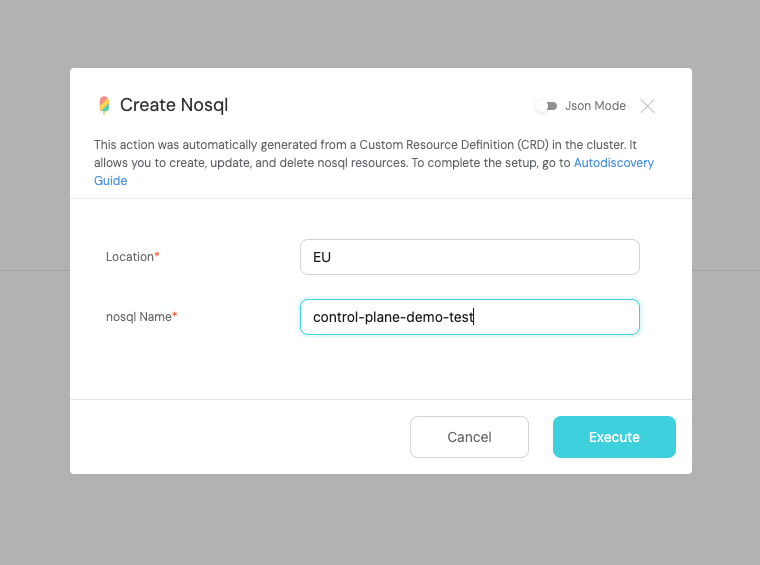 Create Nosql
Json Mode
This action was automatically generated from a Custom Resource Definition (CRD) in the cluster. It
allows you to create, update, and delete nosql resources. To complete the setup, go to Autodiscovery
Guide
Location*
EU
nosql Name*
control-plane-demo-test
Cancel
Execute